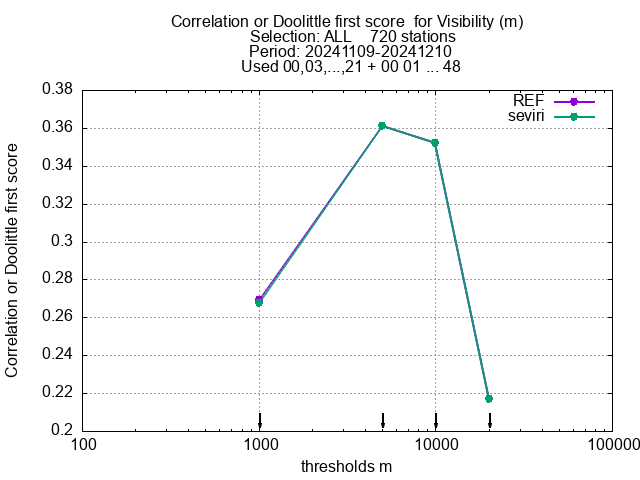 Correlation or Doolittle first score  for Visibility (m)
Selection: ALL    720 stations
Period: 20241109-20241210
Used 00,03,...,21 + 00 01 ... 48
REF
seviri
0.38
0.36
0.34
0.32
0.3
0.28
0.26
0.24
0.22
0.2
Correlation or Doolittle first score
100 1000 10000 100000
thresholds m